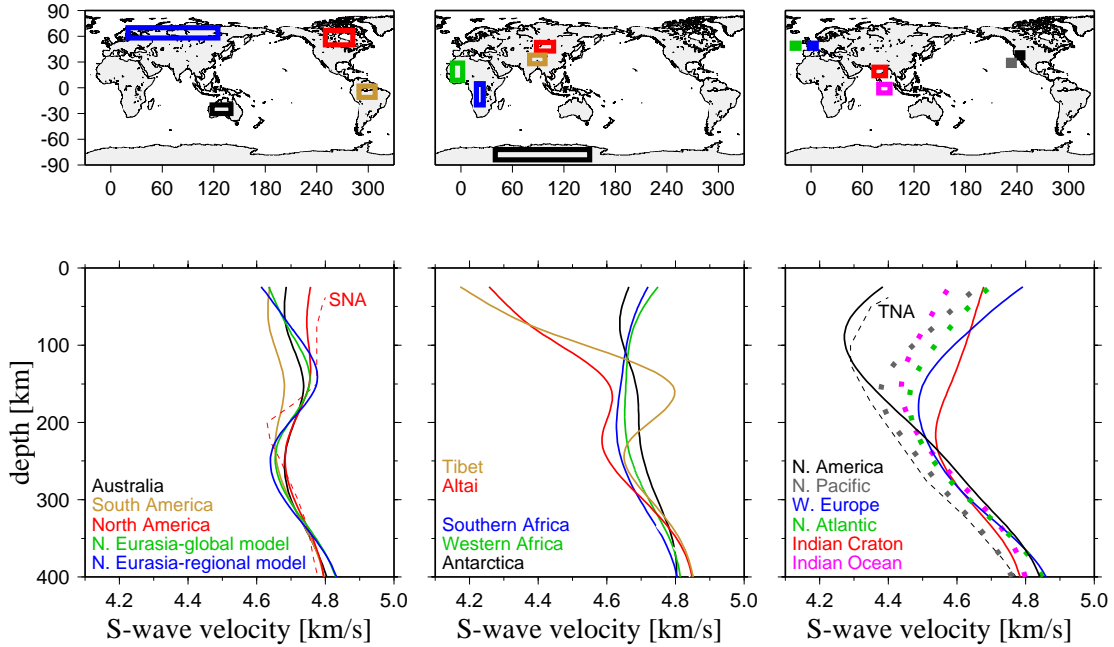 90
60
30
0
-30
-60
-90
0 60 120 180 240 300
0 60 120 180 240 300
0 60 120 180 240 300
0
100
200
300
400
depth [km]
SNA
Australia
South America
North America
N. Eurasia-global model
N. Eurasia-regional model
4.2 4.4 4.6 4.8 5.0
S-wave velocity [km/s]
Tibet
Altai
Southern Africa
Western Africa
Antarctica
4.2 4.4 4.6 4.8 5.0
S-wave velocity [km/s]
TNA
N. America
N. Pacific
W. Europe
N. Atlantic
Indian Craton
Indian Ocean
4.2 4.4 4.6 4.8 5.0
S-wave velocity [km/s]